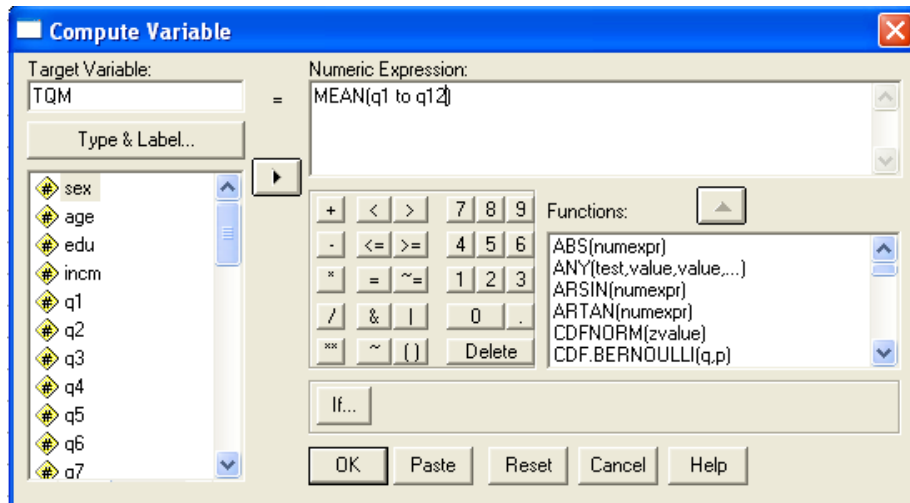 Compute Variable
Target Variable:
TQM
=
Numeric Expression:
MEAN(q1 to q12)
Type & Label...
sex
age
edu
incm
q1
q2
q3
q4
q5
q6
q7
+ < > 7 8 9
- <= >= 4 5 6
* = ~= 1 2 3
/ & | 0 .
** ~ () Delete
Functions:
ABS(numexpr)
ANY(test,value,value,...)
ARSIN(numexpr)
ARTAN(numexpr)
CDFNORM(zvalue)
CDF.BERNOULLI(q,p)
If...
OK Paste Reset Cancel Help